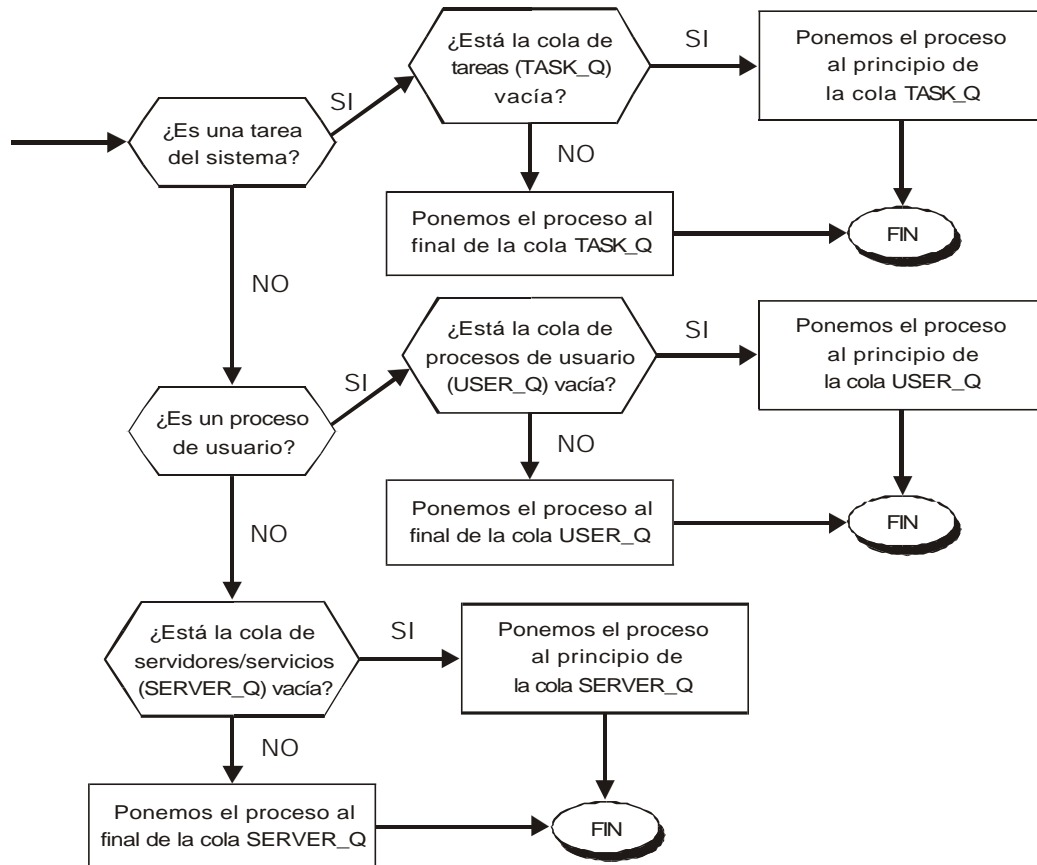 ¿Está la cola de
tareas (TASK_Q)
vacía?
SI
Ponemos el proceso
al principio de
la cola TASK_Q
SI
¿Es una tarea
del sistema?
NO
Ponemos el proceso al
final de la cola TASK_Q
FIN
NO
¿Está la cola de
procesos de usuario
(USER_Q) vacía?
SI
Ponemos el proceso
al principio de
la cola USER_Q
SI
¿Es un proceso
de usuario?
NO
Ponemos el proceso al
final de la cola USER_Q
FIN
NO
¿Está la cola de
servidores/servicios
(SERVER_Q) vacía?
SI
Ponemos el proceso
al principio de
la cola SERVER_Q
NO
Ponemos el proceso al
final de la cola SERVER_Q
FIN